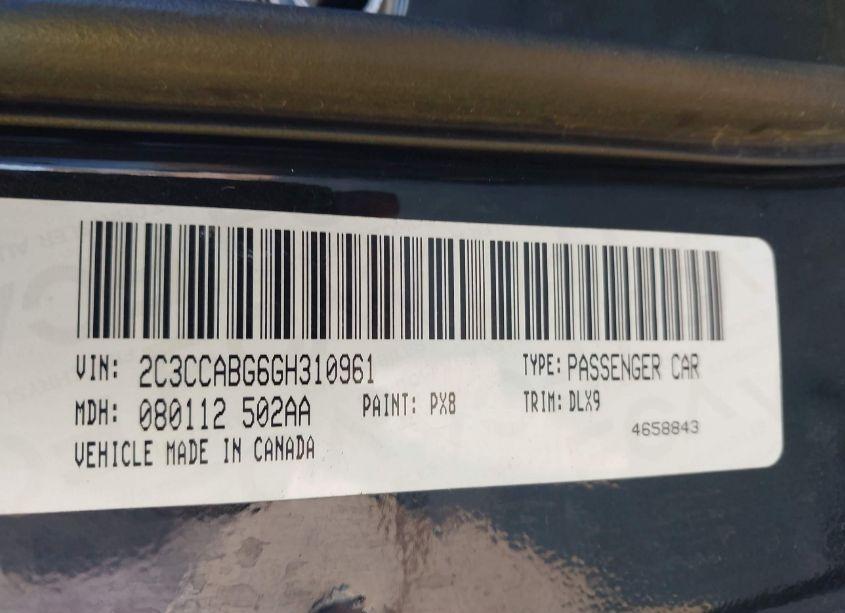 VIN: 2C3CCABG6GH310961 TYPE: PASSENGER CAR
MDH: 080112 502AA PAINT: PX8 TRIM: DLX9
VEHICLE MADE IN CANADA 4658843